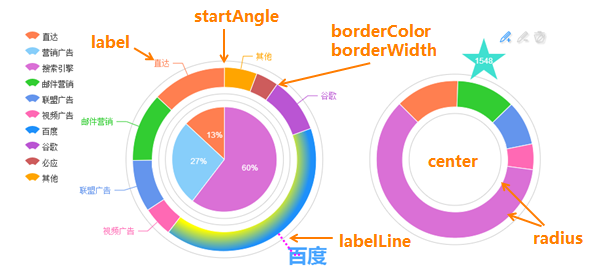 startAngle
label
borderColor
borderWidth
直达
营销广告
搜索引擎
邮件营销
联盟广告
视频广告
百度
谷歌
必应
其他
直达
其他
谷歌
邮件营销
联盟广告
视频广告
百度
13%
27%
60%
labelLine
1548
center
radius